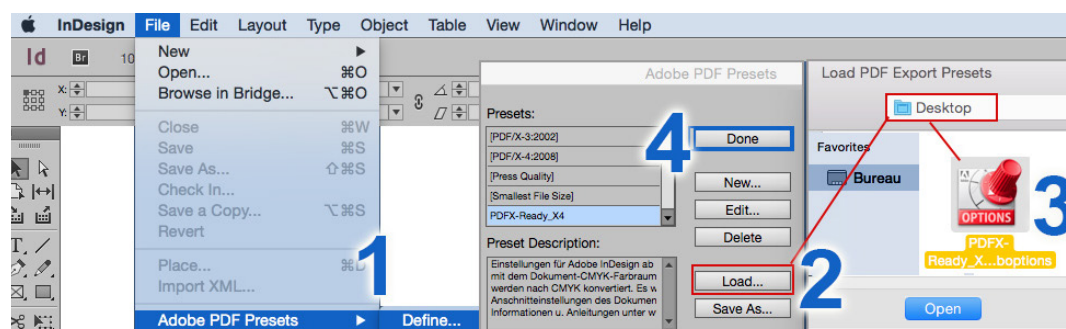 InDesign File Edit Layout Type Object Table View Window Help
Id Br 10
X:
Y:
New
Open... ⌘O
Browse in Bridge... ⌥⌘O
Close ⌘W
Save ⌘S
Save As... ⇧⌘S
Check In...
Save a Copy... ⌥⌘S
Revert
Place... ⌘D
Import XML...
Adobe PDF Presets
Define...
1
Adobe PDF Presets
Presets:
[PDF/X-3:2002]
[PDF/X-4:2008]
[Press Quality]
[Smallest File Size]
PDFX-Ready_X4
Preset Description:
Einstellungen für Adobe InDesign ab
mit dem Dokument-CMYK-Farbraum
werden nach CMYK konvertiert. Es w
Anschnitteinstellungen des Dokumen
Informationen u. Anleitungen unter w
4
Done
New...
Edit...
Delete
Load...
Save As...
2
Load PDF Export Presets
Desktop
Favorites
Bureau
OPTIONS
PDFX-
Ready_X...boptions
3
Open